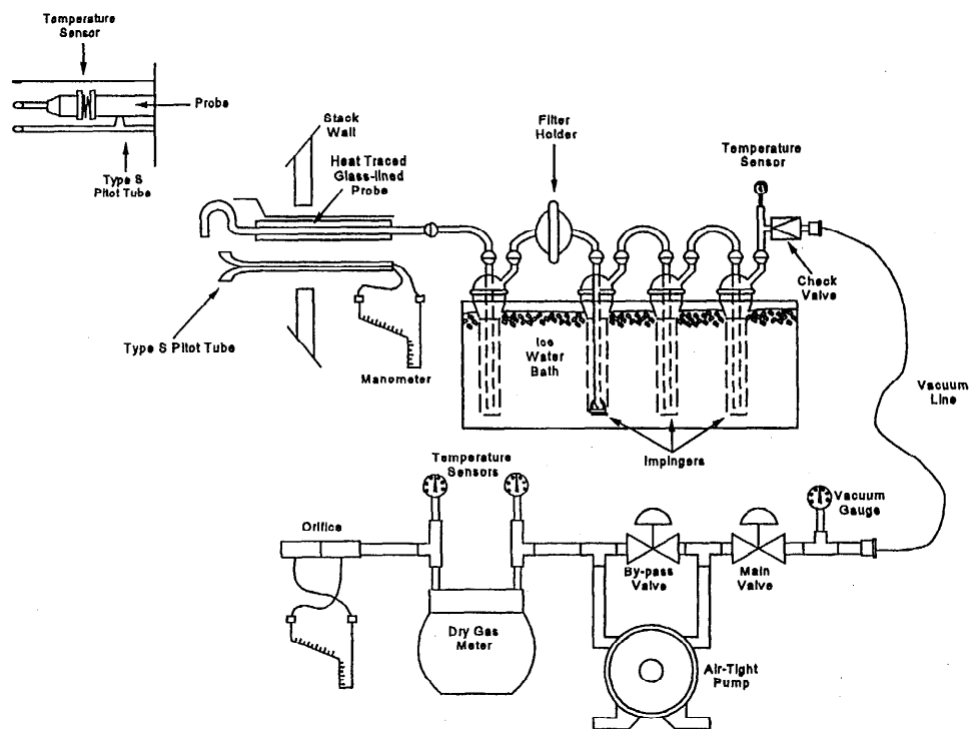 Temperature
Sensor
Probe
Type S
Pitot Tube
Stack
Wall
Heat Traced
Glass-lined
Probe
Filter
Holder
Temperature
Sensor
Check
Valve
Type S Pitot Tube
Manometer
Ice
Water
Bath
Vacuum
Line
Impingers
Temperature
Sensors
Vacuum
Gauge
Orifice
By-pass
Valve
Main
Valve
Dry Gas
Meter
Air-Tight
Pump